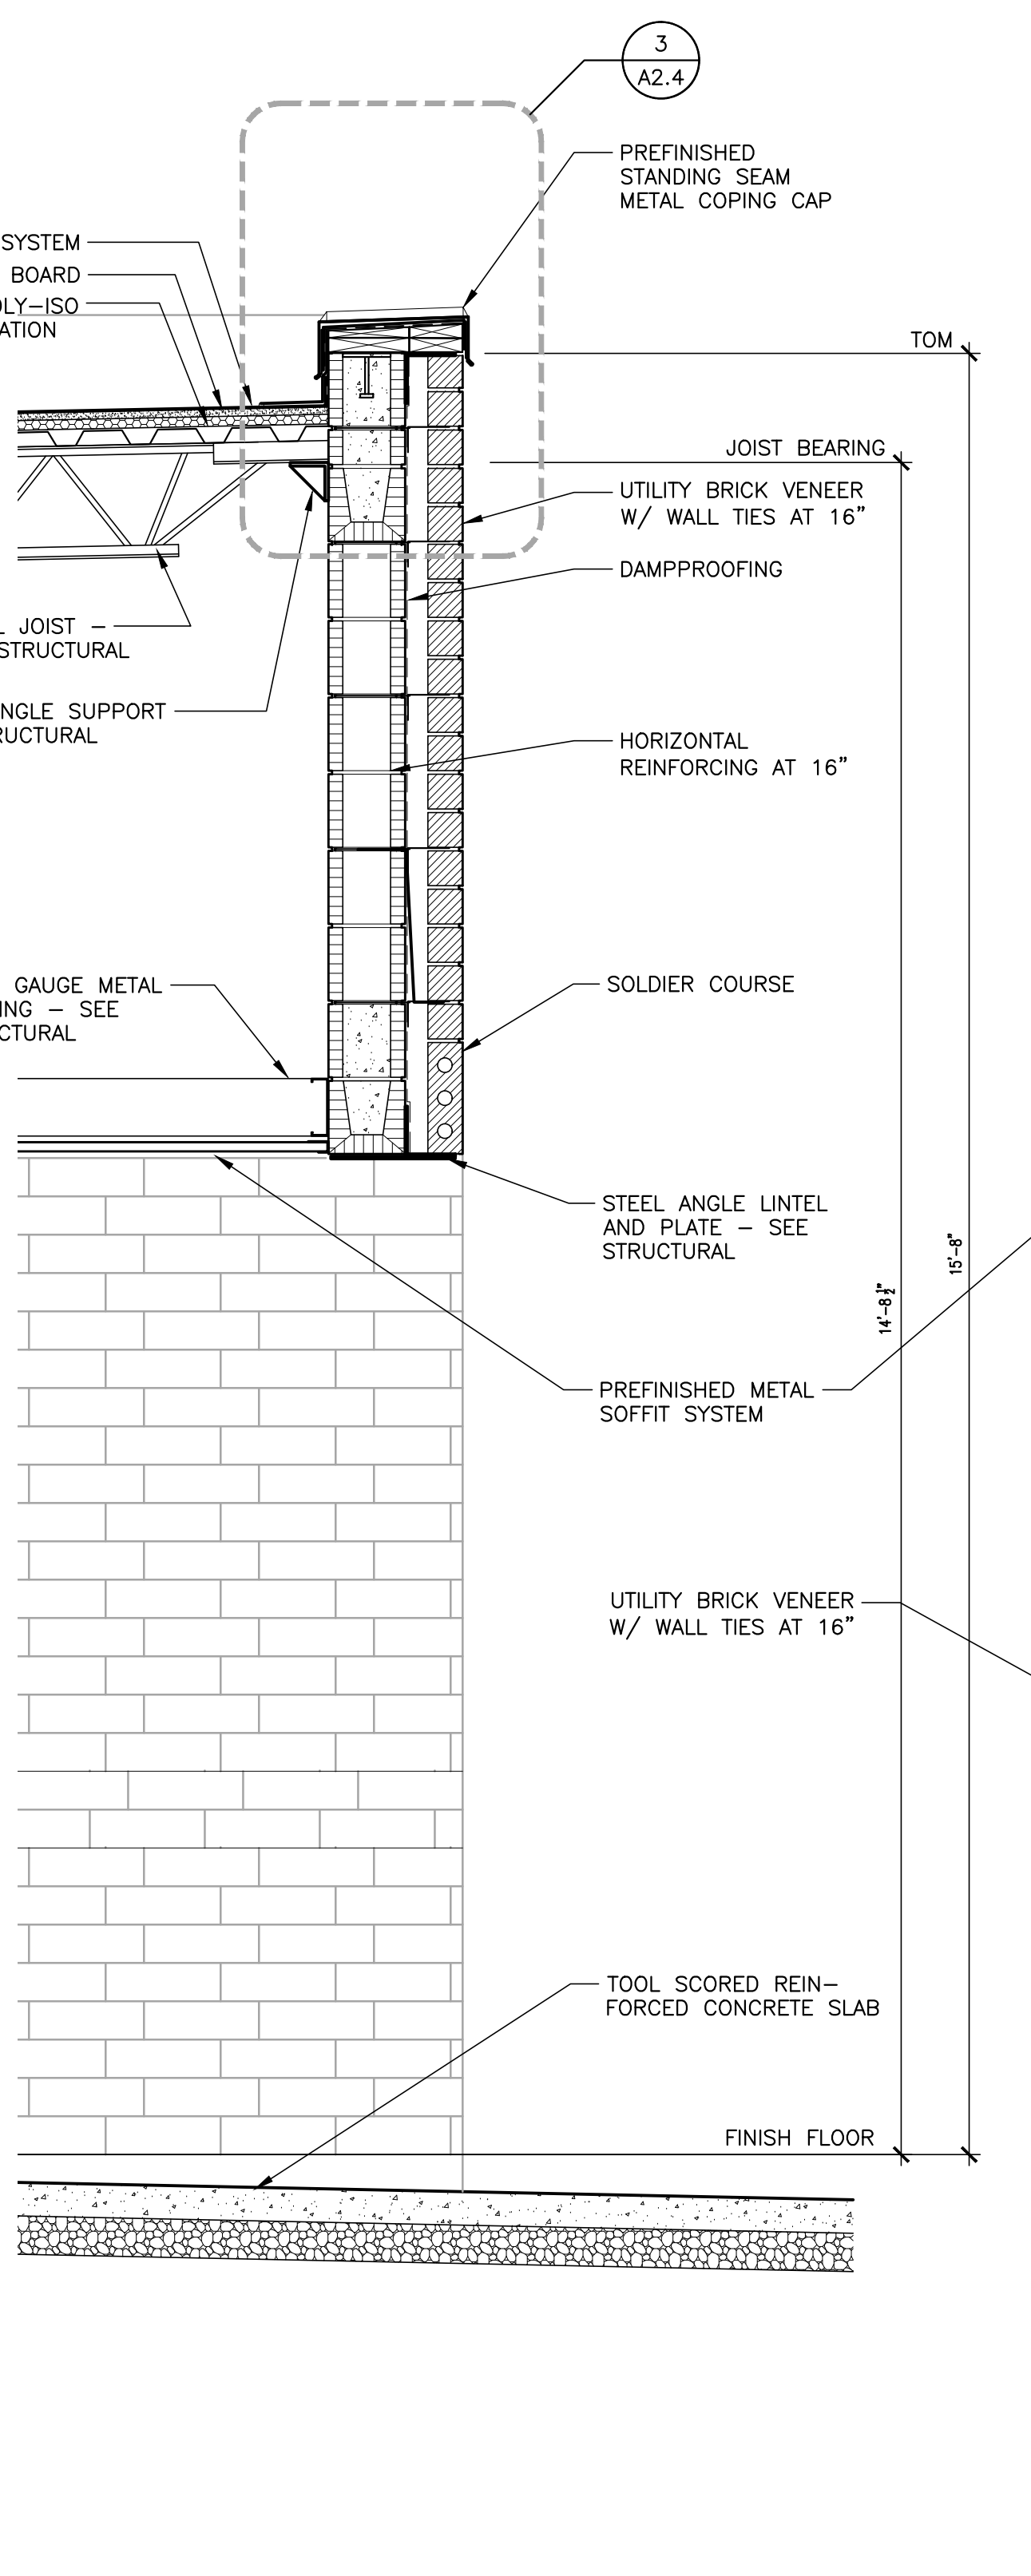 3
A2.4
PREFINISHED
STANDING SEAM
METAL COPING CAP
SYSTEM
BOARD
OLY-ISO
ATION
TOM
JOIST BEARING
UTILITY BRICK VENEER
W/ WALL TIES AT 16"
DAMPPROOFING
JOIST -
STRUCTURAL
NGLE SUPPORT
RUCTURAL
HORIZONTAL
REINFORCING AT 16"
GAUGE METAL
ING - SEE
CTURAL
SOLDIER COURSE
STEEL ANGLE LINTEL
AND PLATE - SEE
STRUCTURAL
15'-8"
14'-8½"
PREFINISHED METAL
SOFFIT SYSTEM
UTILITY BRICK VENEER
W/ WALL TIES AT 16"
TOOL SCORED REIN-
FORCED CONCRETE SLAB
FINISH FLOOR